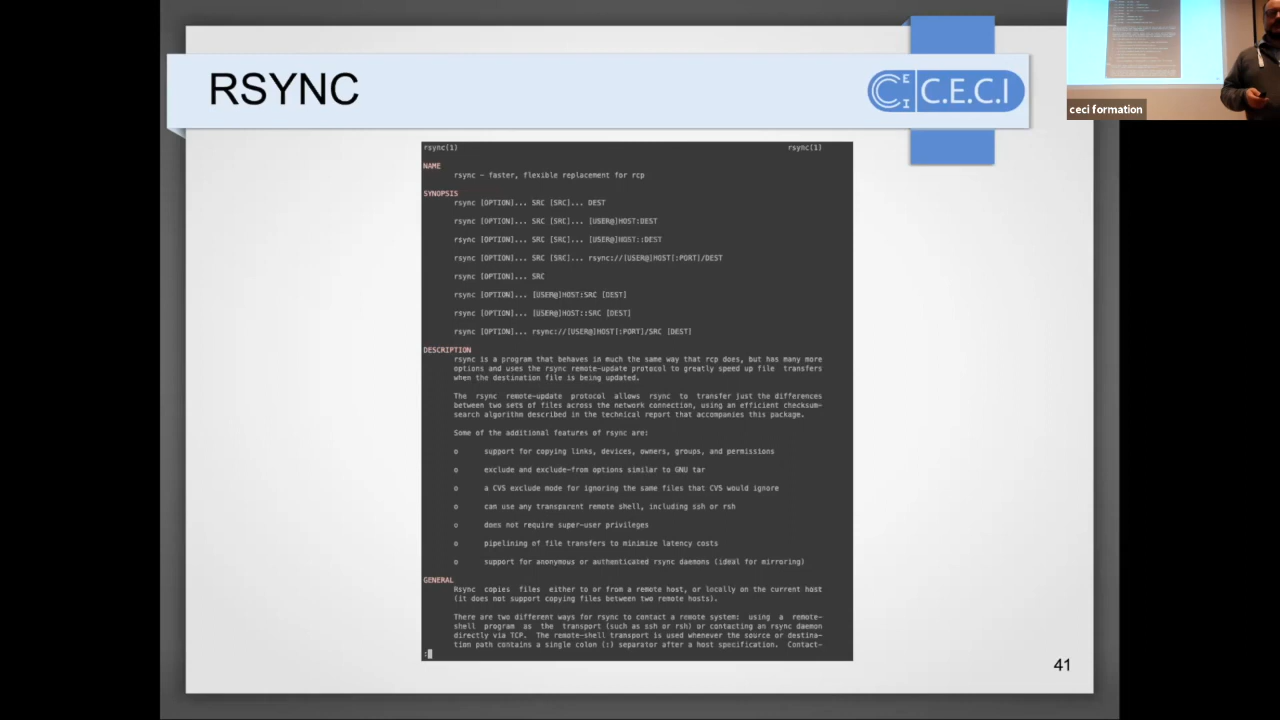 RSYNC
C E C I
C.E.C.I
ceci formation
rsync(1) rsync(1)
NAME
rsync - faster, flexible replacement for rcp
SYNOPSIS
rsync [OPTION]... SRC [SRC]... DEST
rsync [OPTION]... SRC [SRC]... [USER@]HOST:DEST
rsync [OPTION]... SRC [SRC]... [USER@]HOST::DEST
rsync [OPTION]... SRC [SRC]... rsync://[USER@]HOST[:PORT]/DEST
rsync [OPTION]... SRC
rsync [OPTION]... [USER@]HOST:SRC [DEST]
rsync [OPTION]... [USER@]HOST::SRC [DEST]
rsync [OPTION]... rsync://[USER@]HOST[:PORT]/SRC [DEST]
DESCRIPTION
rsync is a program that behaves in much the same way that rcp does, but has many more
options and uses the rsync remote-update protocol to greatly speed up file transfers
when the destination file is being updated.
The rsync remote-update protocol allows rsync to transfer just the differences
between two sets of files across the network connection, using an efficient checksum-
search algorithm described in the technical report that accompanies this package.
Some of the additional features of rsync are:
o support for copying links, devices, owners, groups, and permissions
o exclude and exclude-from options similar to GNU tar
o a CVS exclude mode for ignoring the same files that CVS would ignore
o can use any transparent remote shell, including ssh or rsh
o does not require super-user privileges
o pipelining of file transfers to minimize latency costs
o support for anonymous or authenticated rsync daemons (ideal for mirroring)
GENERAL
Rsync copies files either to or from a remote host, or locally on the current host
(it does not support copying files between two remote hosts).
There are two different ways for rsync to contact a remote system: using a remote-
shell program as the transport (such as ssh or rsh) or contacting an rsync daemon
directly via TCP. The remote-shell transport is used whenever the source or destina-
tion path contains a single colon (:) separator after a host specification. Contact-
:
41